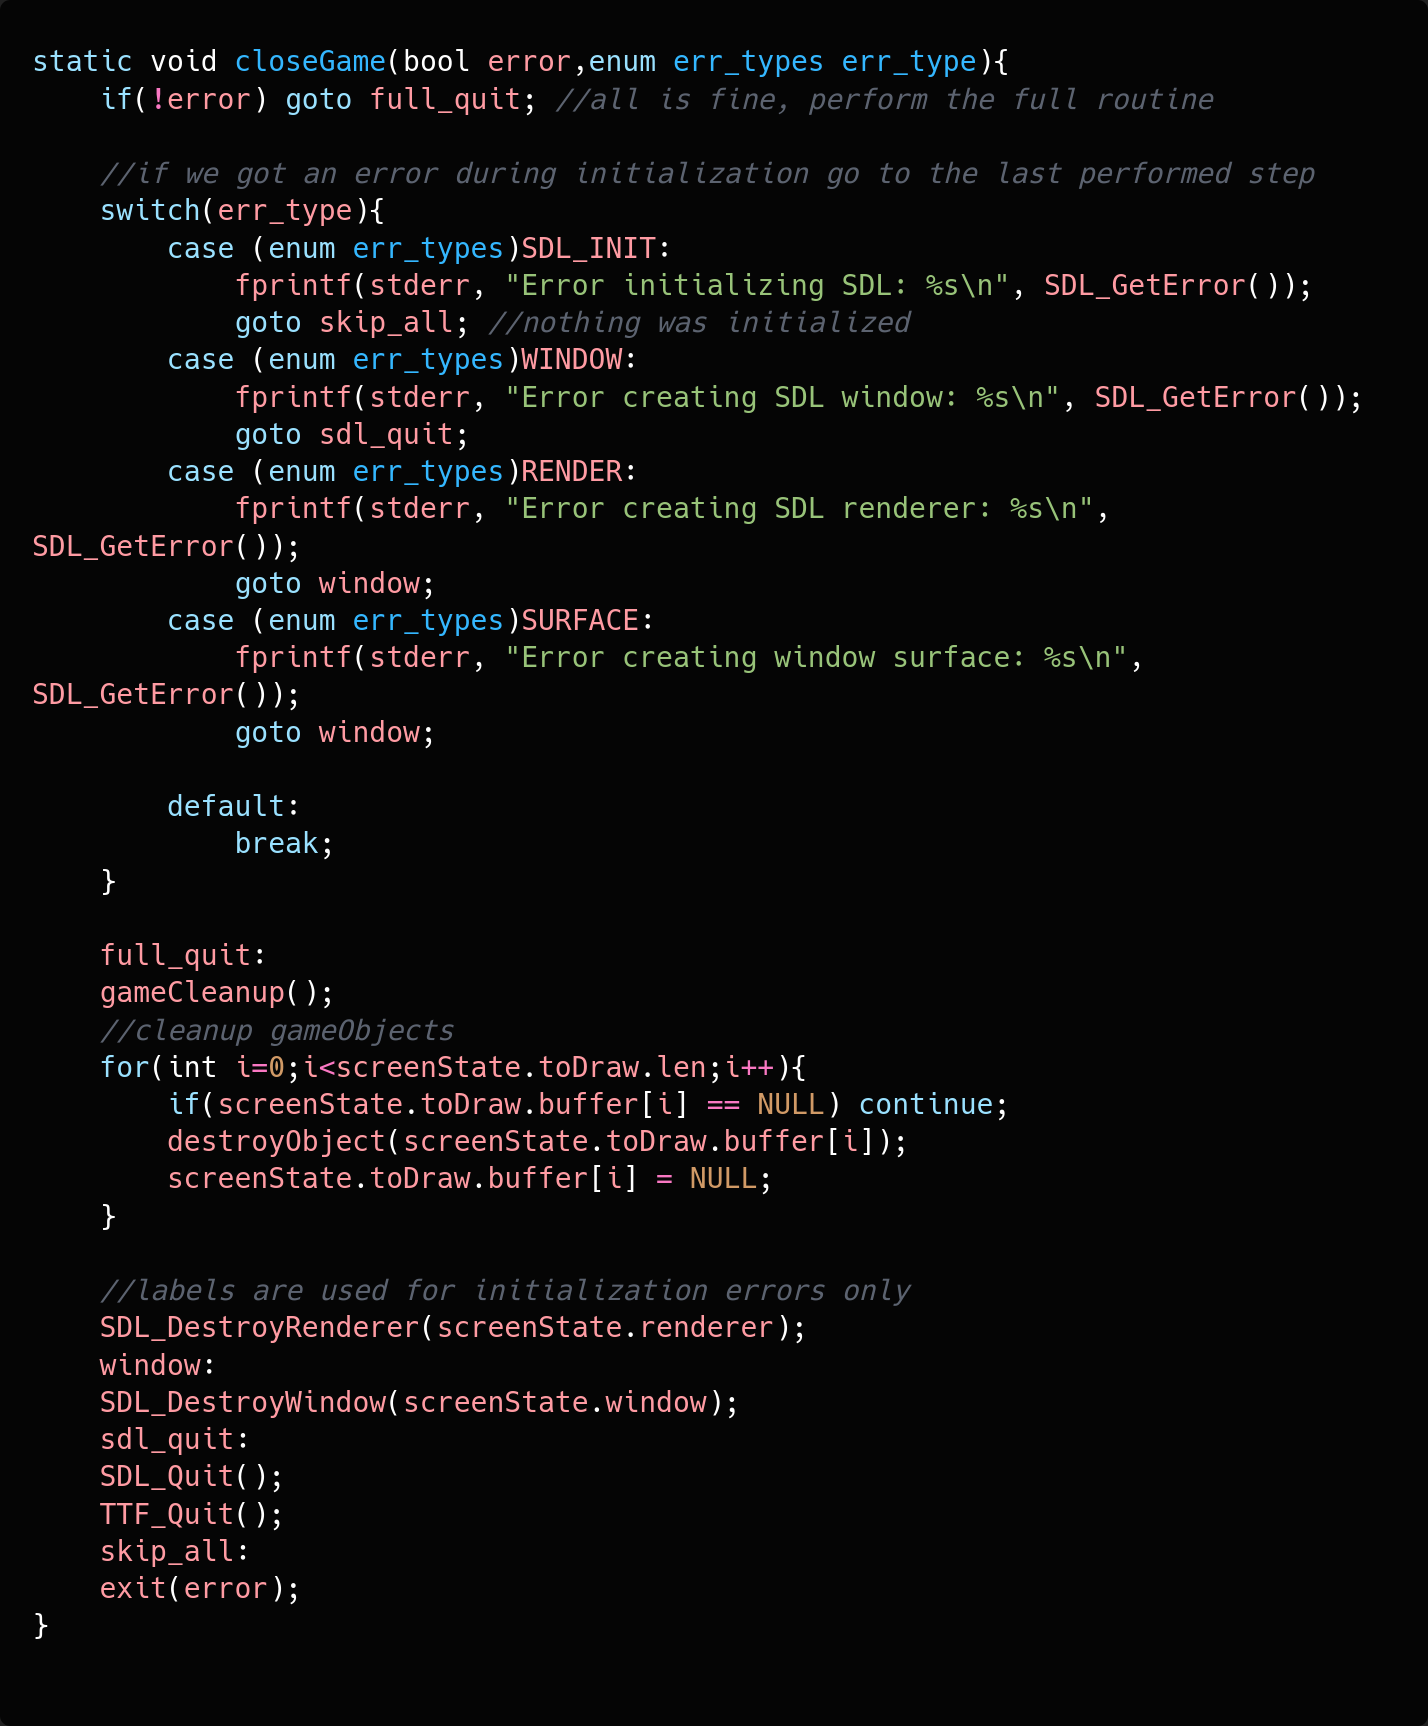 static void closeGame(bool error,enum err_types err_type){
    if(!error) goto full_quit; //all is fine, perform the full routine

    //if we got an error during initialization go to the last performed step
    switch(err_type){
        case (enum err_types)SDL_INIT:
            fprintf(stderr, "Error initializing SDL: %s\n", SDL_GetError());
            goto skip_all; //nothing was initialized
        case (enum err_types)WINDOW:
            fprintf(stderr, "Error creating SDL window: %s\n", SDL_GetError());
            goto sdl_quit;
        case (enum err_types)RENDER:
            fprintf(stderr, "Error creating SDL renderer: %s\n",
SDL_GetError());
            goto window;
        case (enum err_types)SURFACE:
            fprintf(stderr, "Error creating window surface: %s\n",
SDL_GetError());
            goto window;

        default:
            break;
    }

    full_quit:
    gameCleanup();
    //cleanup gameObjects
    for(int i=0;i<screenState.toDraw.len;i++){
        if(screenState.toDraw.buffer[i] == NULL) continue;
        destroyObject(screenState.toDraw.buffer[i]);
        screenState.toDraw.buffer[i] = NULL;
    }

    //labels are used for initialization errors only
    SDL_DestroyRenderer(screenState.renderer);
    window:
    SDL_DestroyWindow(screenState.window);
    sdl_quit:
    SDL_Quit();
    TTF_Quit();
    skip_all:
    exit(error);
}